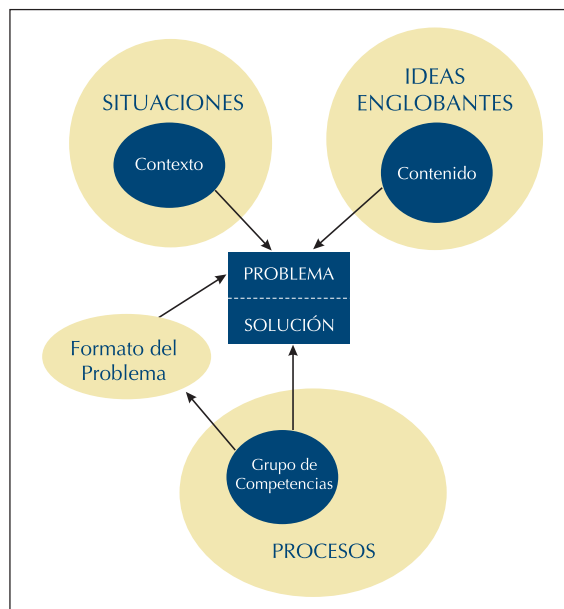 SITUACIONES
Contexto
IDEAS
ENGLOBANTES
Contenido
PROBLEMA
SOLUCIÓN
Formato del
Problema
Grupo de
Competencias
PROCESOS